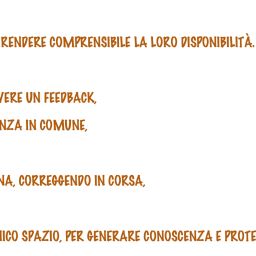 RENDERE COMPRENSIBILE LA LORO DISPONIBILITÀ.
VERE UN FEEDBACK,
NZA IN COMUNE,
NA, CORREGGENDO IN CORSA,
ICO SPAZIO, PER GENERARE CONOSCENZA E PROTE